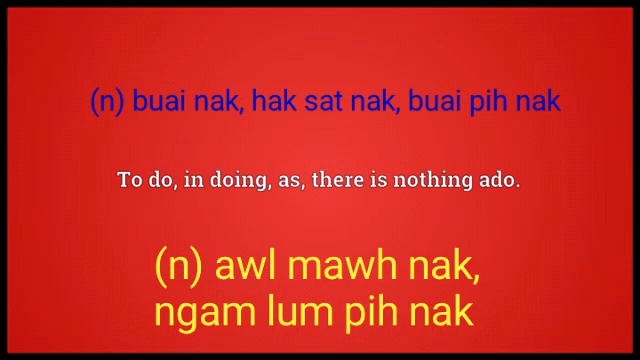 (n) buai nak, hak sat nak, buai pih nak
To do, in doing, as, there is nothing ado.
(n) awl mawh nak,
ngam lum pih nak